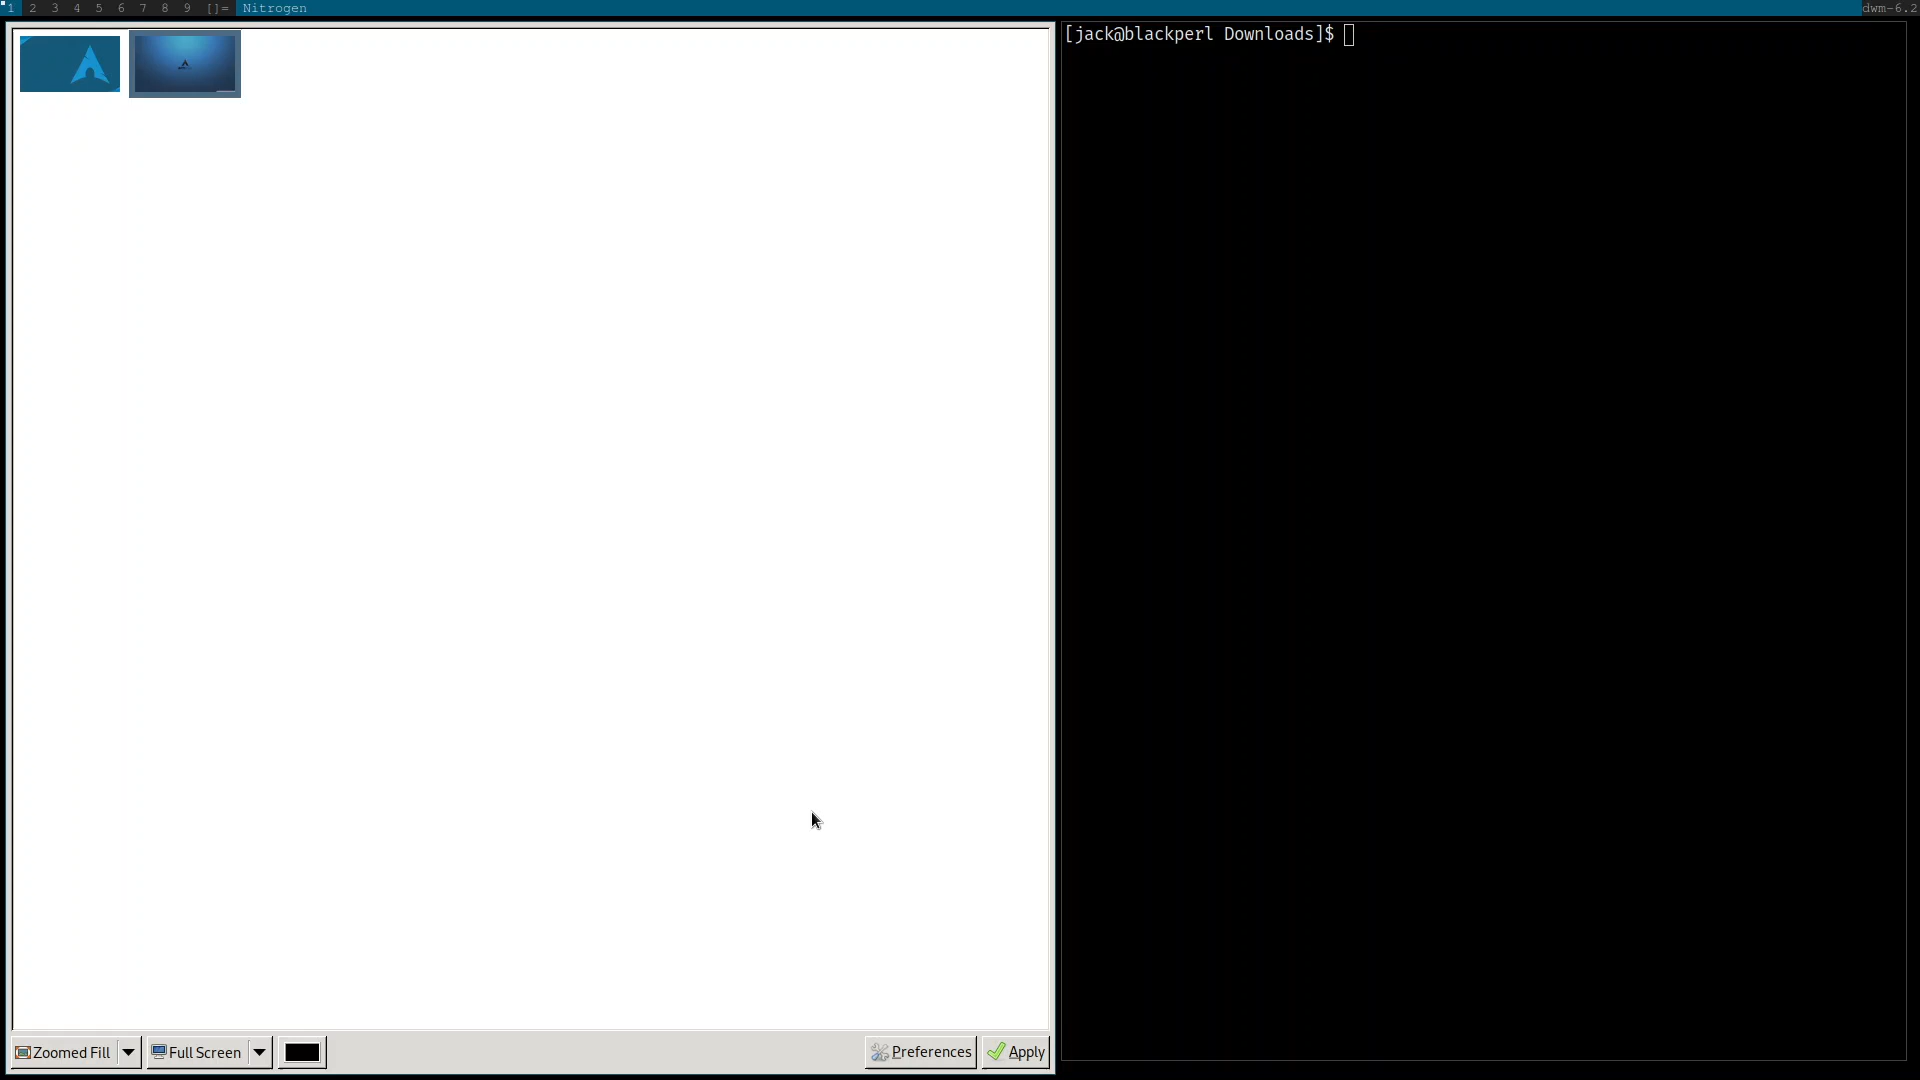 1 2 3 4 5 6 7 8 9 []= Nitrogen dwm-6.2
[jack@blackperl Downloads]$
Zoomed Fill Full Screen Preferences Apply